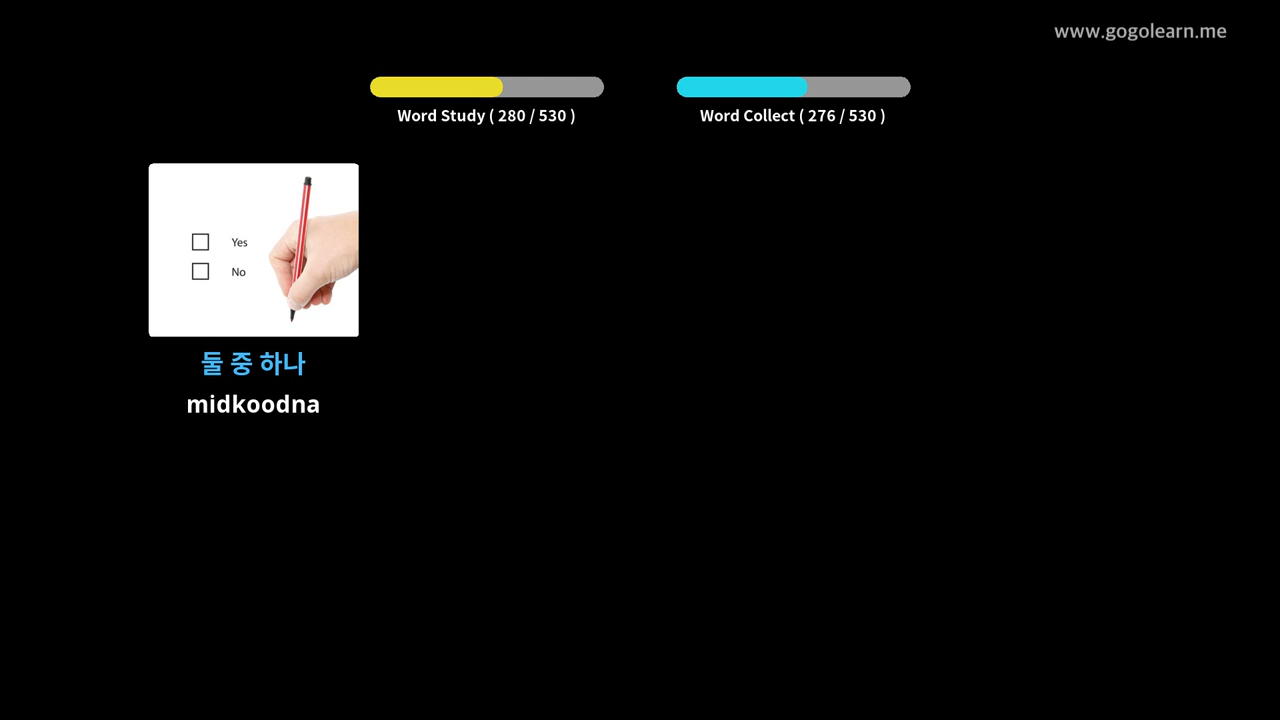 www.gogolearn.me
Word Study ( 280 / 530 )
Word Collect ( 276 / 530 )
Yes
No
둘 중 하나
midkoodna